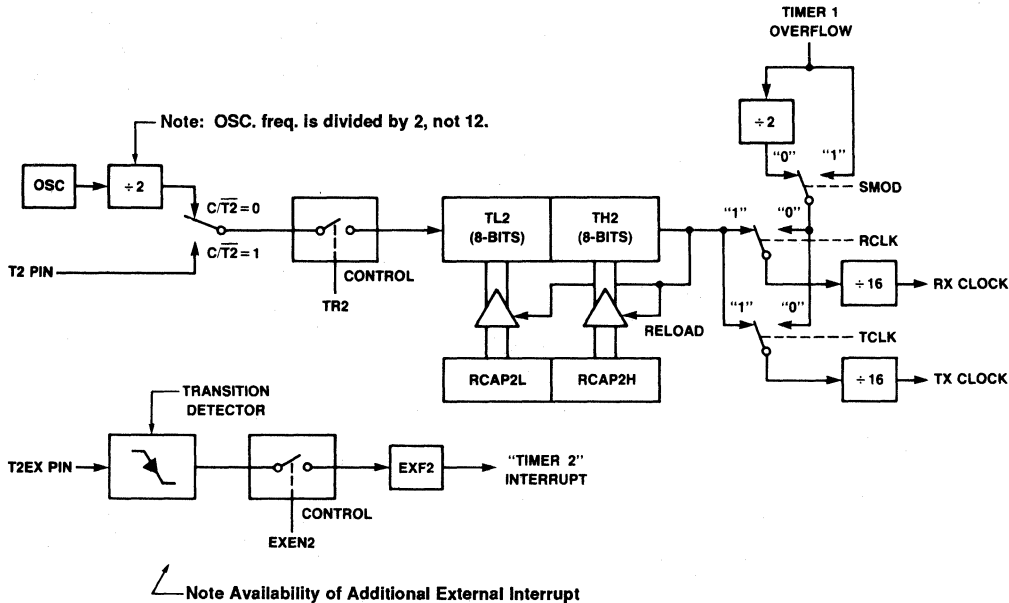 TIMER 1
OVERFLOW
÷ 2
"0"
"1"
SMOD
Note: OSC. freq. is divided by 2, not 12.
OSC
÷ 2
C/T2̅ = 0
C/T2̅ = 1
T2 PIN
CONTROL
TR2
TL2
(8-BITS)
TH2
(8-BITS)
"1"
"0"
RCLK
÷ 16
RX CLOCK
RELOAD
"1"
"0"
TCLK
÷ 16
TX CLOCK
RCAP2L
RCAP2H
TRANSITION
DETECTOR
T2EX PIN
CONTROL
EXEN2
EXF2
"TIMER 2"
INTERRUPT
Note Availability of Additional External Interrupt